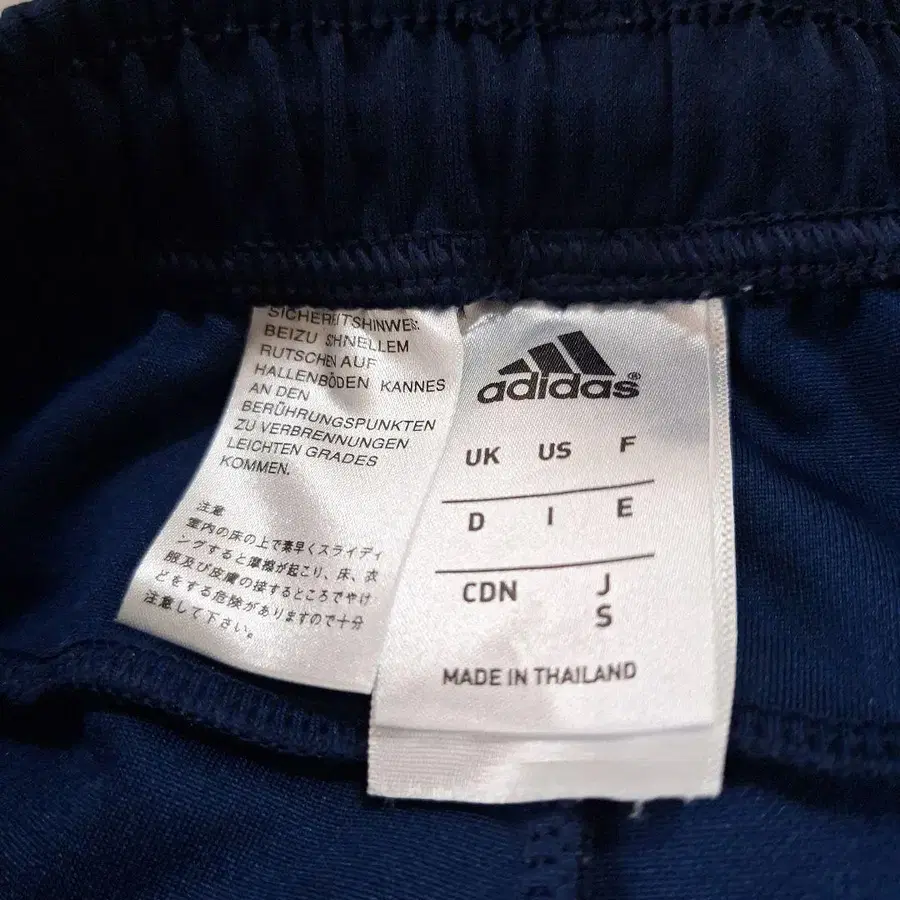 SICHERHEITSHINWEIS:
BEIZU SCHNELLEM
RUTSCHEN AUF
HALLENBÖDEN KANNES
AN DEN
BERÜHRUNGSPUNKTEN
ZU VERBRENNUNGEN
LEICHTEN GRADES
KOMMEN.
注意
室内の床の上で素早くスライディ
ングすると摩擦が起こり、床、衣
服及び皮膚の接するところでやけ
どをする危険がありますので十分
注意して下さい。
adidas®
UK US F
D I E
CDN J
S
MADE IN THAILAND